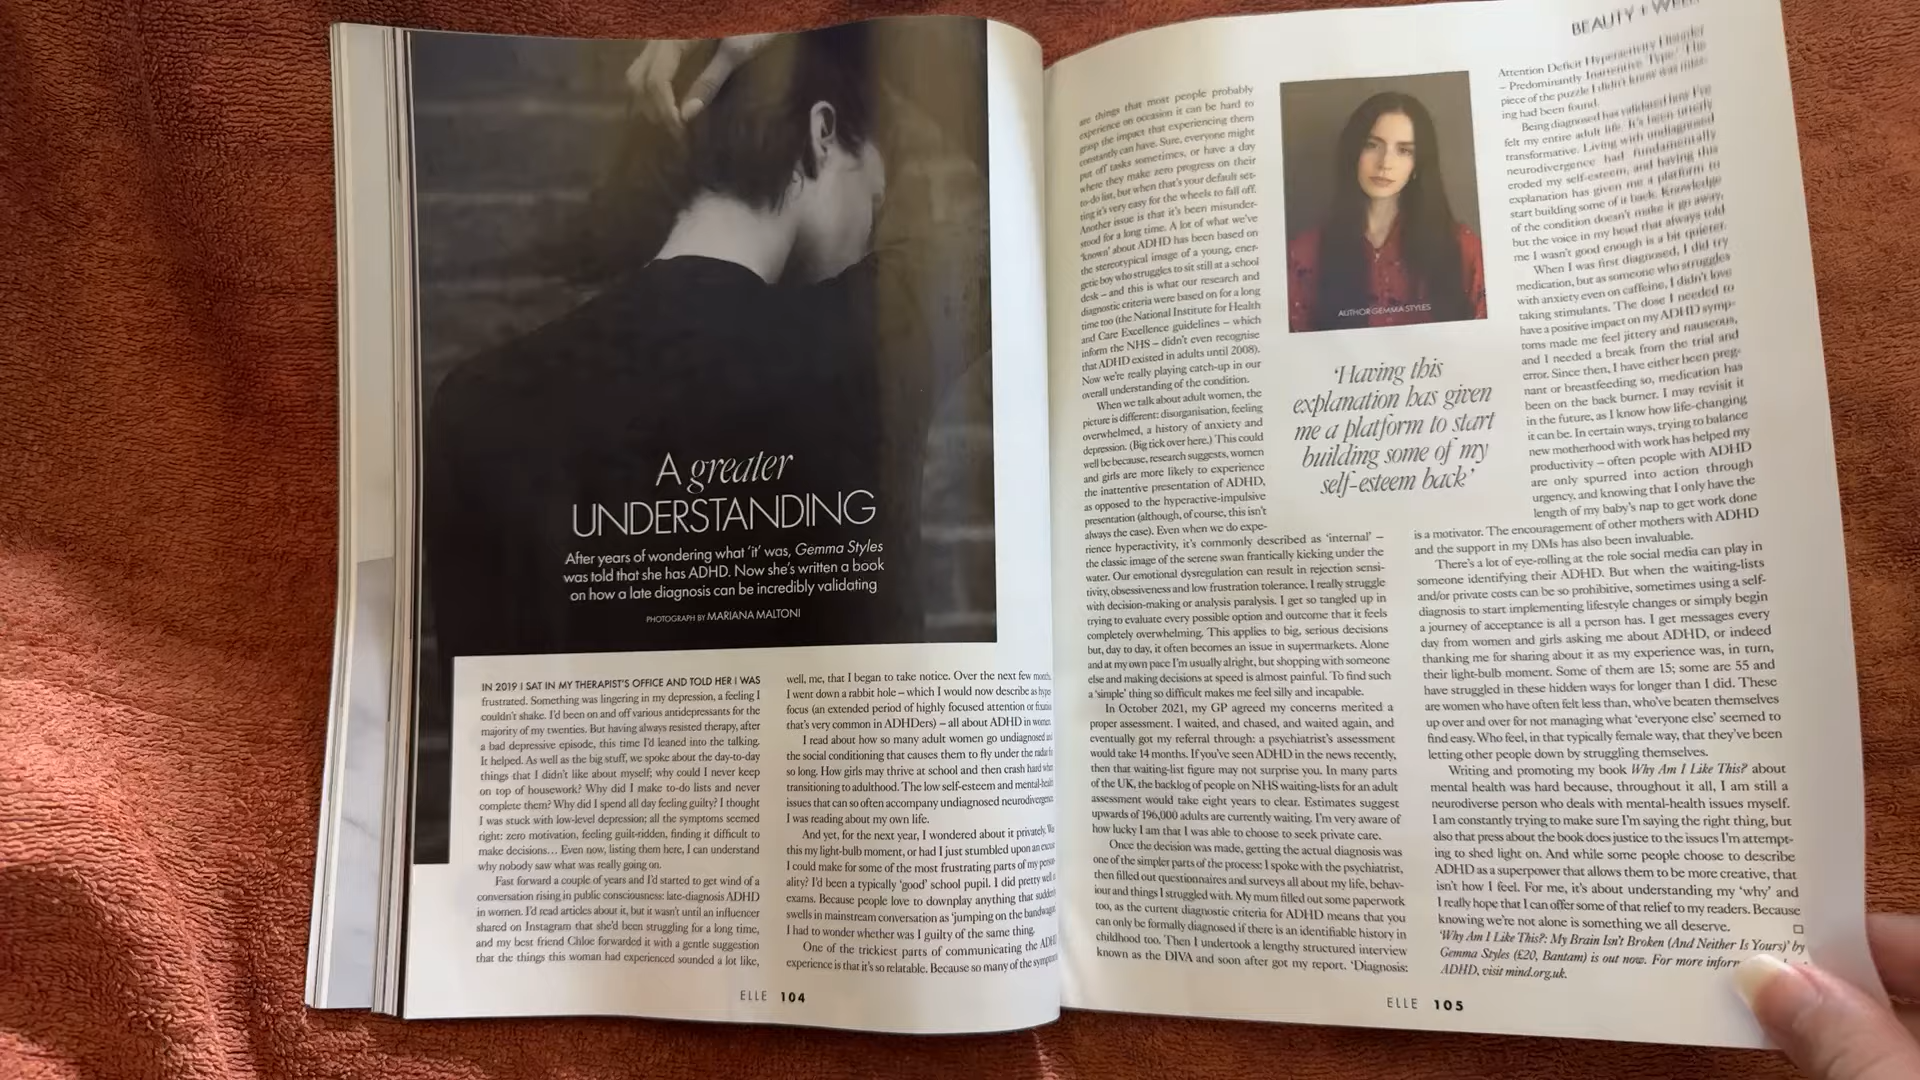 A greater
UNDERSTANDING
After years of wondering what ‘it’ was, Gemma Styles
was told that she has ADHD. Now she’s written a book
on how a late diagnosis can be incredibly validating
PHOTOGRAPH BY MARIANA MALTONI
IN 2019 I SAT IN MY THERAPIST’S OFFICE AND TOLD HER I WAS
frustrated. Something was lingering in my depression, a feeling I
couldn’t shake. I’d been on and off various antidepressants for the
majority of my twenties. But having always resisted therapy, after
a bad depressive episode, this time I’d leaned into the talking.
It helped. As well as the big stuff, we spoke about the day-to-day
things that I didn’t like about myself; why could I never keep
on top of housework? Why did I make to-do lists and never
complete them? Why did I spend all day feeling guilty? I thought
I was stuck with low-level depression; all the symptoms seemed
right: zero motivation, feeling guilt-ridden, finding it difficult to
make decisions… Even now, listing them here, I can understand
why nobody saw what was really going on.
Fast forward a couple of years and I’d started to get wind of a
conversation rising in public consciousness: late-diagnosis ADHD
in women. I’d read articles about it, but it wasn’t until an influencer
shared on Instagram that she’d been struggling for a long time,
and my best friend Chloe forwarded it with a gentle suggestion
that the things this woman had experienced sounded a lot like,
well, me, that I began to take notice. Over the next few month
I went down a rabbit hole – which I would now describe as hyper
focus (an extended period of highly focused attention or
that’s very common in ADHDers) – all about ADHD in women.
I read about how so many adult women go undiagnosed
the social conditioning that causes them to fly under the radar
so long. How girls may thrive at school and then crash hard
transitioning to adulthood. The low self-esteem and mental-
issues that can so often accompany undiagnosed neurodivergence
I was reading about my own life.
And yet, for the next year, I wondered about it privately.
this my light-bulb moment, or had I just stumbled upon an
I could make for some of the most frustrating parts of my
ality? I’d been a typically ‘good’ school pupil. I did pretty well
exams. Because people love to downplay anything that
swells in mainstream conversation as ‘jumping on the
I had to wonder whether I was guilty of the same thing.
One of the trickiest parts of communicating the
experience is that it’s so relatable. Because so many of the
ELLE 104
BEAUTY +
are things that most people probably
experience on occasion it can be hard to
grasp the impact that experiencing them
constantly can have. Sure, everyone might
put off tasks sometimes, or have a day
where they make zero progress on their
to-do list, but when that’s your default set-
ting it’s very easy for the wheels to fall off.
Another issue is that it’s been misunder-
stood for a long time. A lot of what we’ve
‘known’ about ADHD has been based on
the stereotypical image of a young, ener-
getic boy who struggles to sit still at a school
desk – and this is what our research and
diagnostic criteria were based on for a long
time too (the National Institute for Health
and Care Excellence guidelines – which
inform the NHS – didn’t even recognise
that ADHD existed in adults until 2008).
Now we’re really playing catch-up in our
overall understanding of the condition.
When we talk about adult women, the
picture is different: disorganisation, feeling
overwhelmed, a history of anxiety and
depression. (Big tick over here.) This could
well be because, research suggests, women
and girls are more likely to experience
the inattentive presentation of ADHD,
as opposed to the hyperactive-impulsive
presentation (although, of course, this isn’t
always the case). Even when we do expe-
rience hyperactivity, it’s commonly described as ‘internal’ –
the classic image of the serene swan frantically kicking under the
water. Our emotional dysregulation can result in rejection sensi-
tivity, obsessiveness and low frustration tolerance. I really struggle
with decision-making or analysis paralysis. I get so tangled up in
trying to evaluate every possible option and outcome that it feels
completely overwhelming. This applies to big, serious decisions
but, day to day, it often becomes an issue in supermarkets. Alone
and at my own pace I’m usually alright, but shopping with someone
else and making decisions at speed is almost painful. To find such
a ‘simple’ thing so difficult makes me feel silly and incapable.
In October 2021, my GP agreed my concerns merited a
proper assessment. I waited, and chased, and waited again, and
eventually got my referral through: a psychiatrist’s assessment
would take 14 months. If you’ve seen ADHD in the news recently,
then that waiting-list figure may not surprise you. In many parts
of the UK, the backlog of people on NHS waiting-lists for an adult
assessment would take eight years to clear. Estimates suggest
upwards of 196,000 adults are currently waiting. I’m very aware of
how lucky I am that I was able to choose to seek private care.
Once the decision was made, getting the actual diagnosis was
one of the simpler parts of the process: I spoke with the psychiatrist,
then filled out questionnaires and surveys all about my life, behav-
iour and things I struggled with. My mum filled out some paperwork
too, as the current diagnostic criteria for ADHD means that you
can only be formally diagnosed if there is an identifiable history in
childhood too. Then I undertook a lengthy structured interview
known as the DIVA and soon after got my report. ‘Diagnosis:
AUTHOR GEMMA STYLES
‘Having this
explanation has given
me a platform to start
building some of my
self-esteem back’
Attention Deficit Hyperactivity Disorder
– Predominantly Inattentive Type.’ The
piece of the puzzle I didn’t know was miss-
ing had been found.
Being diagnosed has validated how I’ve
felt my entire adult life. It’s been utterly
transformative. Living with undiagnosed
neurodivergence had fundamentally
eroded my self-esteem, and having this
explanation has given me a platform to
start building some of it back. Knowledge
of the condition doesn’t make it go away,
but the voice in my head that always told
me I wasn’t good enough is a bit quieter.
When I was first diagnosed, I did try
medication, but as someone who struggles
with anxiety even on caffeine, I didn’t love
taking stimulants. The dose I needed to
have a positive impact on my ADHD symp-
toms made me feel jittery and nauseous,
and I needed a break from the trial and
error. Since then, I have either been preg-
nant or breastfeeding so, medication has
been on the back burner. I may revisit it
in the future, as I know how life-changing
it can be. In certain ways, trying to balance
new motherhood with work has helped my
productivity – often people with ADHD
are only spurred into action through
urgency, and knowing that I only have the
length of my baby’s nap to get work done
is a motivator. The encouragement of other mothers with ADHD
and the support in my DMs has also been invaluable.
There’s a lot of eye-rolling at the role social media can play in
someone identifying their ADHD. But when the waiting-lists
and/or private costs can be so prohibitive, sometimes using a self-
diagnosis to start implementing lifestyle changes or simply begin
a journey of acceptance is all a person has. I get messages every
day from women and girls asking me about ADHD, or indeed
thanking me for sharing about it as my experience was, in turn,
their light-bulb moment. Some of them are 15; some are 55 and
have struggled in these hidden ways for longer than I did. These
are women who have often felt less than, who’ve beaten themselves
up over and over for not managing what ‘everyone else’ seemed to
find easy. Who feel, in that typically female way, that they’ve been
letting other people down by struggling themselves.
Writing and promoting my book Why Am I Like This? about
mental health was hard because, throughout it all, I am still a
neurodiverse person who deals with mental-health issues myself.
I am constantly trying to make sure I’m saying the right thing, but
also that press about the book does justice to the issues I’m attempt-
ing to shed light on. And while some people choose to describe
ADHD as a superpower that allows them to be more creative, that
isn’t how I feel. For me, it’s about understanding my ‘why’ and
I really hope that I can offer some of that relief to my readers. Because
knowing we’re not alone is something we all deserve.
‘Why Am I Like This?: My Brain Isn’t Broken (And Neither Is Yours)’ by
Gemma Styles (£20, Bantam) is out now. For more
ADHD, visit mind.org.uk.
ELLE 105